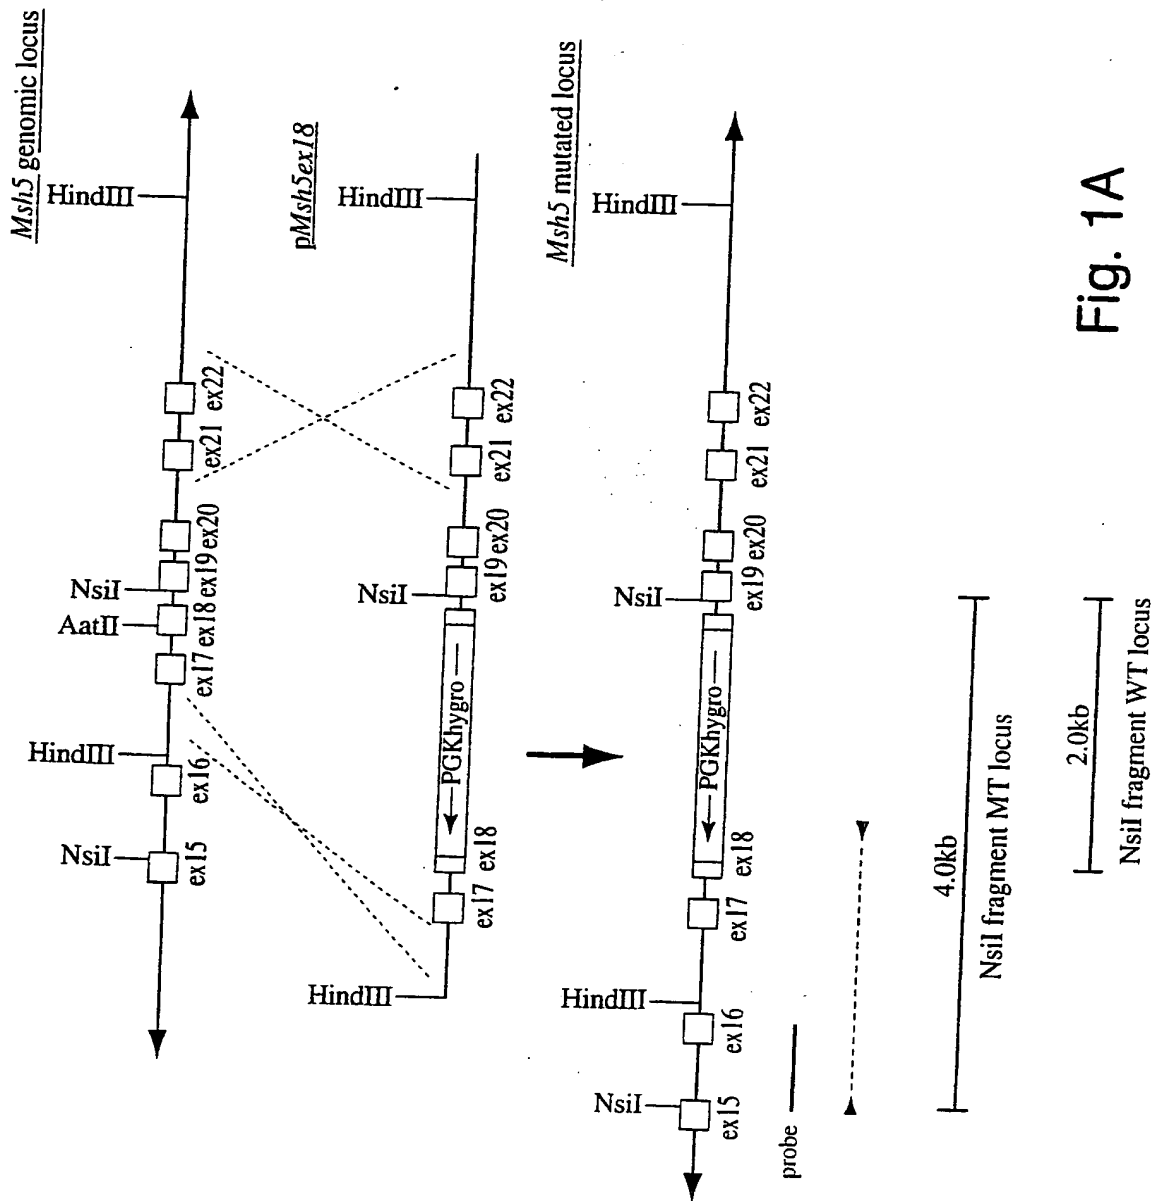 Msh5 genomic locus
HindIII
NsiI
AatII
HindIII
NsiI
ex15
ex16
ex17
ex18
ex19
ex20
ex21
ex22
pMsh5ex18
HindIII
NsiI
HindIII
ex17
ex18
PGKhygro
ex19
ex20
ex21
ex22
Msh5 mutated locus
HindIII
NsiI
HindIII
NsiI
ex15
ex16
ex17
ex18
PGKhygro
ex19
ex20
ex21
ex22
probe
4.0kb
NsiI fragment MT locus
2.0kb
NsiI fragment WT locus
Fig. 1A